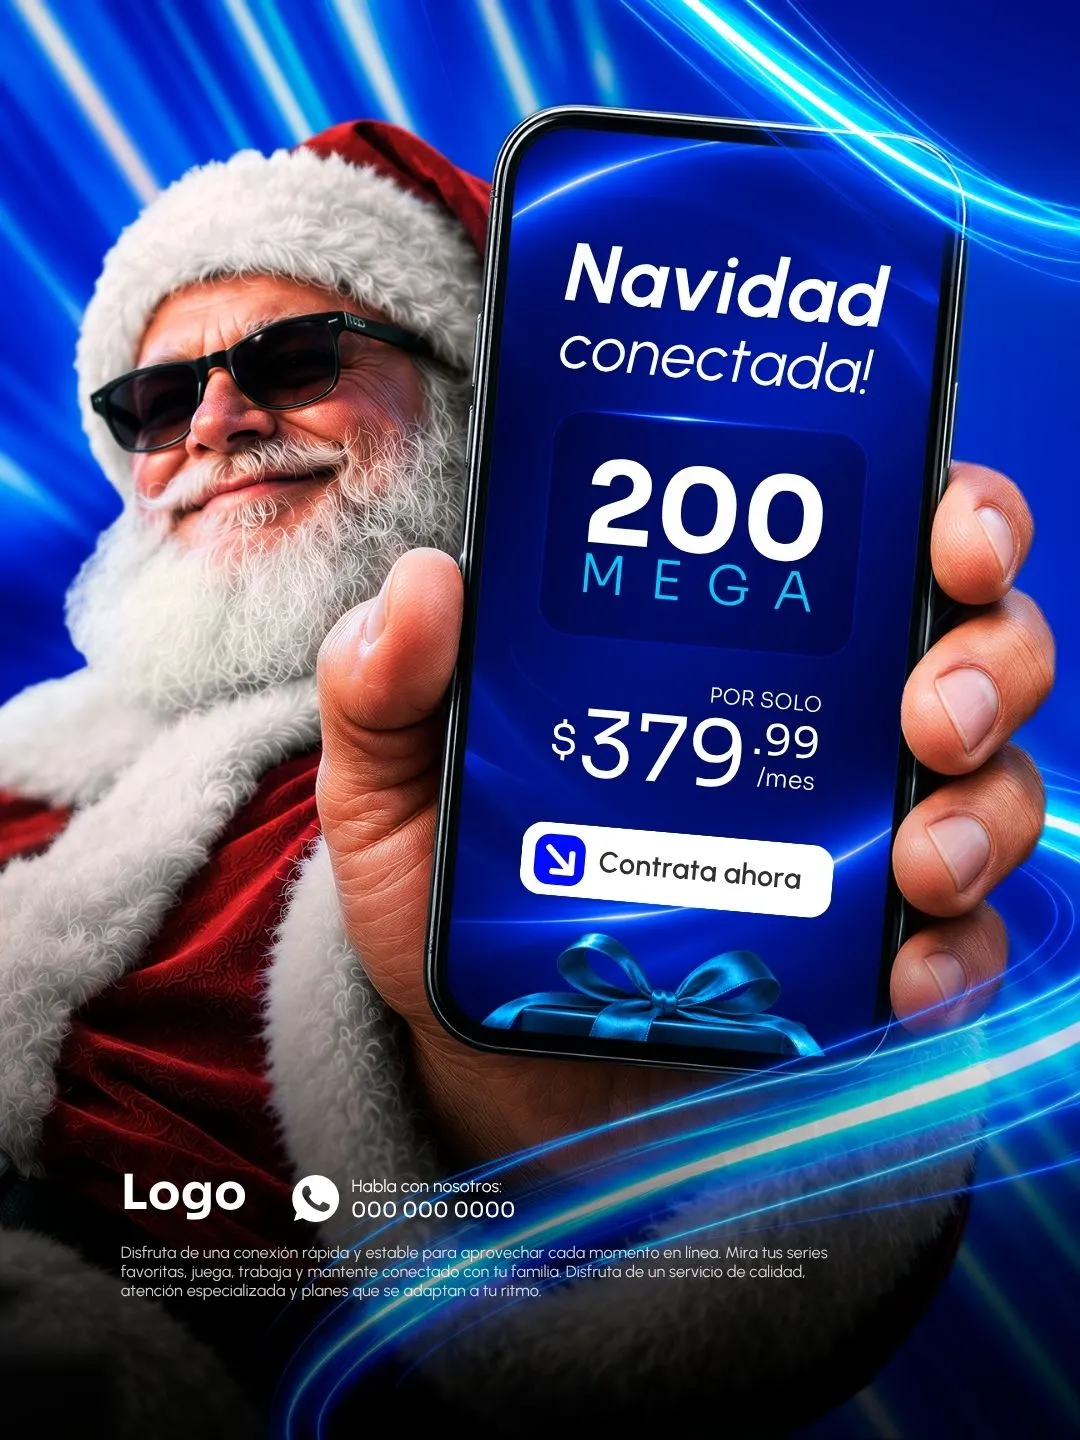 Navidad
conectada!
200
MEGA
POR SOLO
$379.99
/mes
Contrata ahora
Logo
Habla con nosotros:
000 000 0000
Disfruta de una conexión rápida y estable para aprovechar cada momento en línea. Mira tus series
favoritas, juega, trabaja y mantente conectado con tu familia. Disfruta de un servicio de calidad,
atención especializada y planes que se adaptan a tu ritmo.